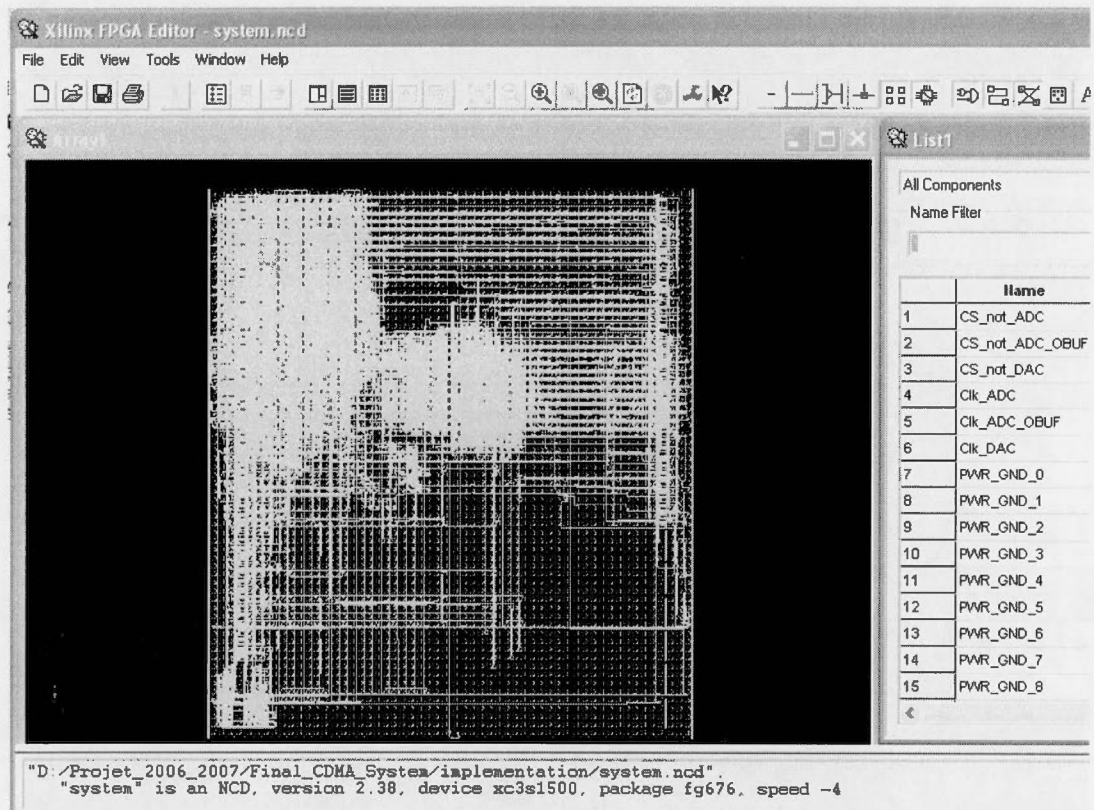 Xilinx FPGA Editor - system.ncd
File Edit View Tools Window Help
Array1
List1
All Components
Name Filter
Name
1 CS_not_ADC
2 CS_not_ADC_OBUF
3 CS_not_DAC
4 Clk_ADC
5 Clk_ADC_OBUF
6 Clk_DAC
7 PWR_GND_0
8 PWR_GND_1
9 PWR_GND_2
10 PWR_GND_3
11 PWR_GND_4
12 PWR_GND_5
13 PWR_GND_6
14 PWR_GND_7
15 PWR_GND_8
"D:/Projet_2006_2007/Final_CDMA_System/implementation/system.ncd".
"system" is an NCD, version 2.38, device xc3s1500, package fg676, speed -4